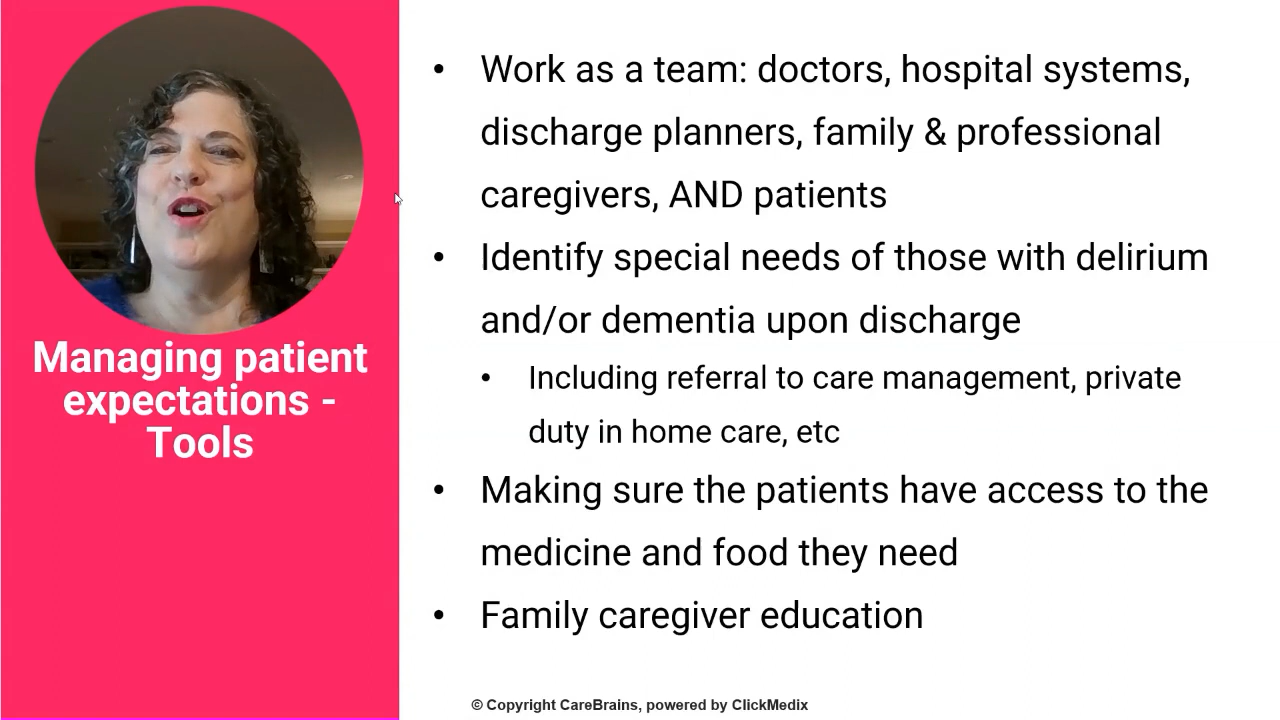 Managing patient
expectations -
Tools
• Work as a team: doctors, hospital systems,
discharge planners, family & professional
caregivers, AND patients
• Identify special needs of those with delirium
and/or dementia upon discharge
• Including referral to care management, private
duty in home care, etc
• Making sure the patients have access to the
medicine and food they need
• Family caregiver education
© Copyright CareBrains, powered by ClickMedix